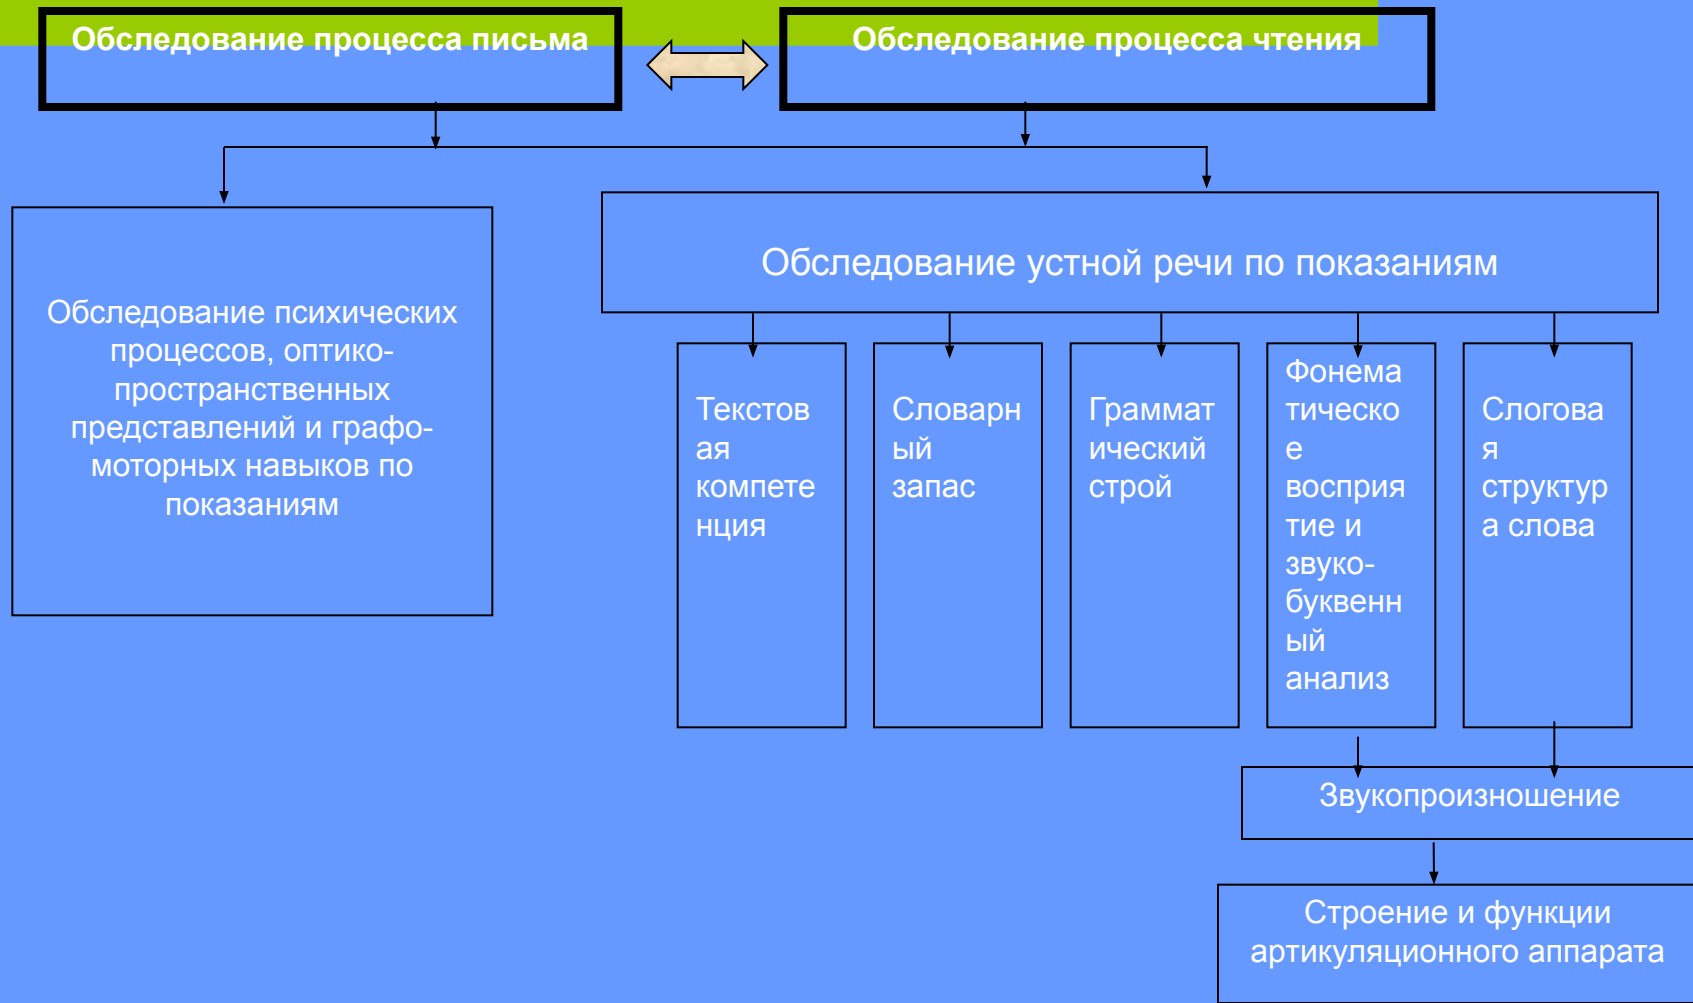 Обследование процесса письма
Обследование процесса чтения
Обследование психических
процессов, оптико-
пространственных
представлений и графо-
моторных навыков по
показаниям
Обследование устной речи по показаниям
Текстов
ая
компете
нция
Словарн
ый
запас
Граммат
ический
строй
Фонема
тическо
е
восприя
тие и
звуко-
буквенн
ый
анализ
Слогова
я
структур
а слова
Звукопроизношение
Строение и функции
артикуляционного аппарата